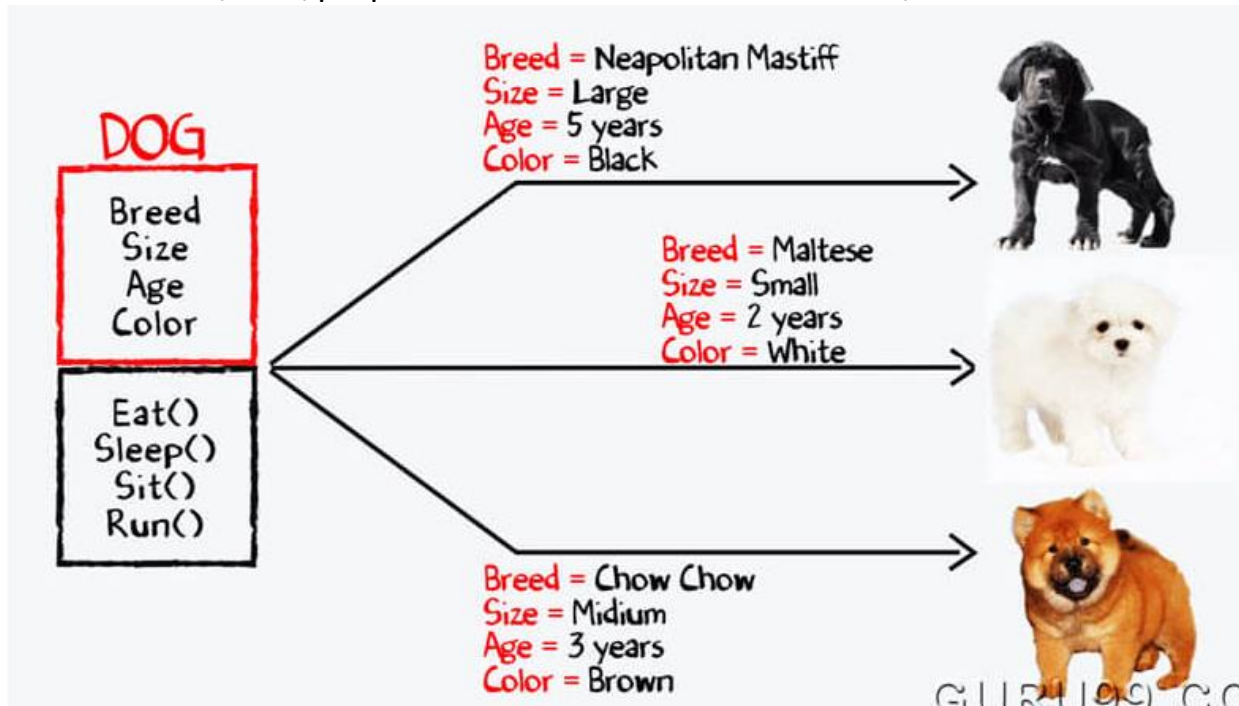 DOG
Breed
Size
Age
Color
Eat()
Sleep()
Sit()
Run()
Breed = Neapolitan Mastiff
Size = Large
Age = 5 years
Color = Black
Breed = Maltese
Size = Small
Age = 2 years
Color = White
Breed = Chow Chow
Size = Midium
Age = 3 years
Color = Brown
GURU99.CO